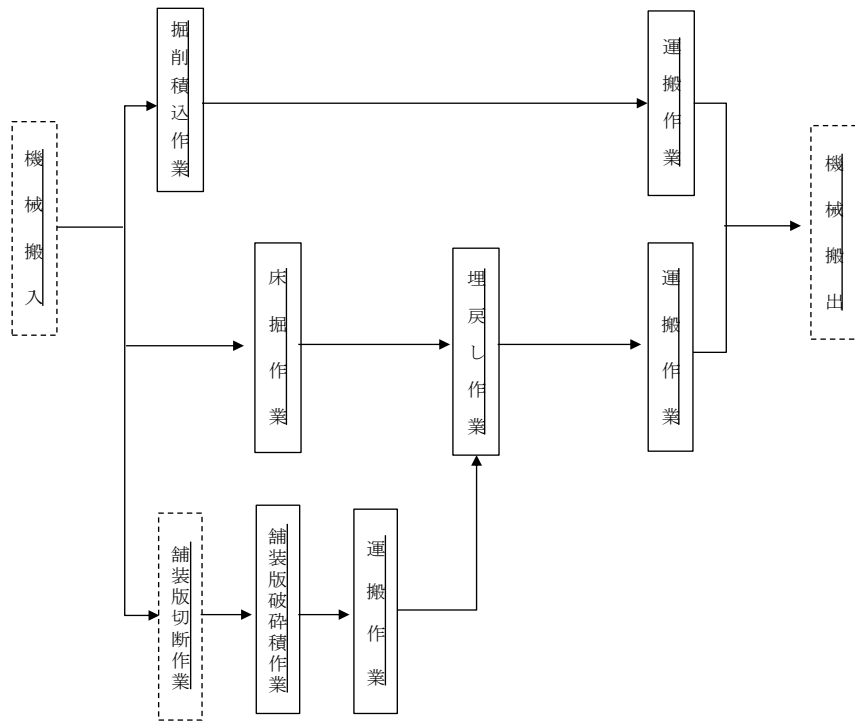 機械搬入
掘削積込作業
運搬作業
床掘作業
埋戻し作業
運搬作業
舗装版切断作業
舗装版破砕積作業
運搬作業
機械搬出